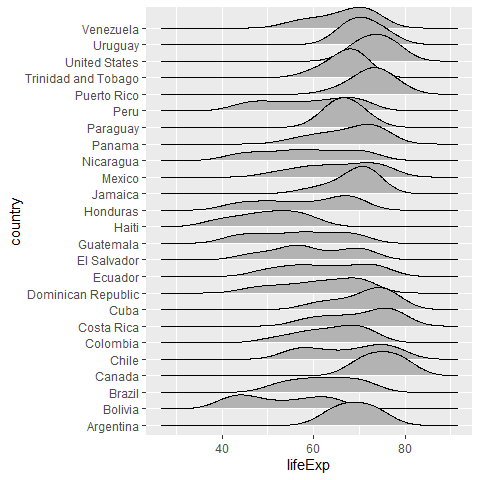 country
Venezuela
Uruguay
United States
Trinidad and Tobago
Puerto Rico
Peru
Paraguay
Panama
Nicaragua
Mexico
Jamaica
Honduras
Haiti
Guatemala
El Salvador
Ecuador
Dominican Republic
Cuba
Costa Rica
Colombia
Chile
Canada
Brazil
Bolivia
Argentina
40 60 80
lifeExp